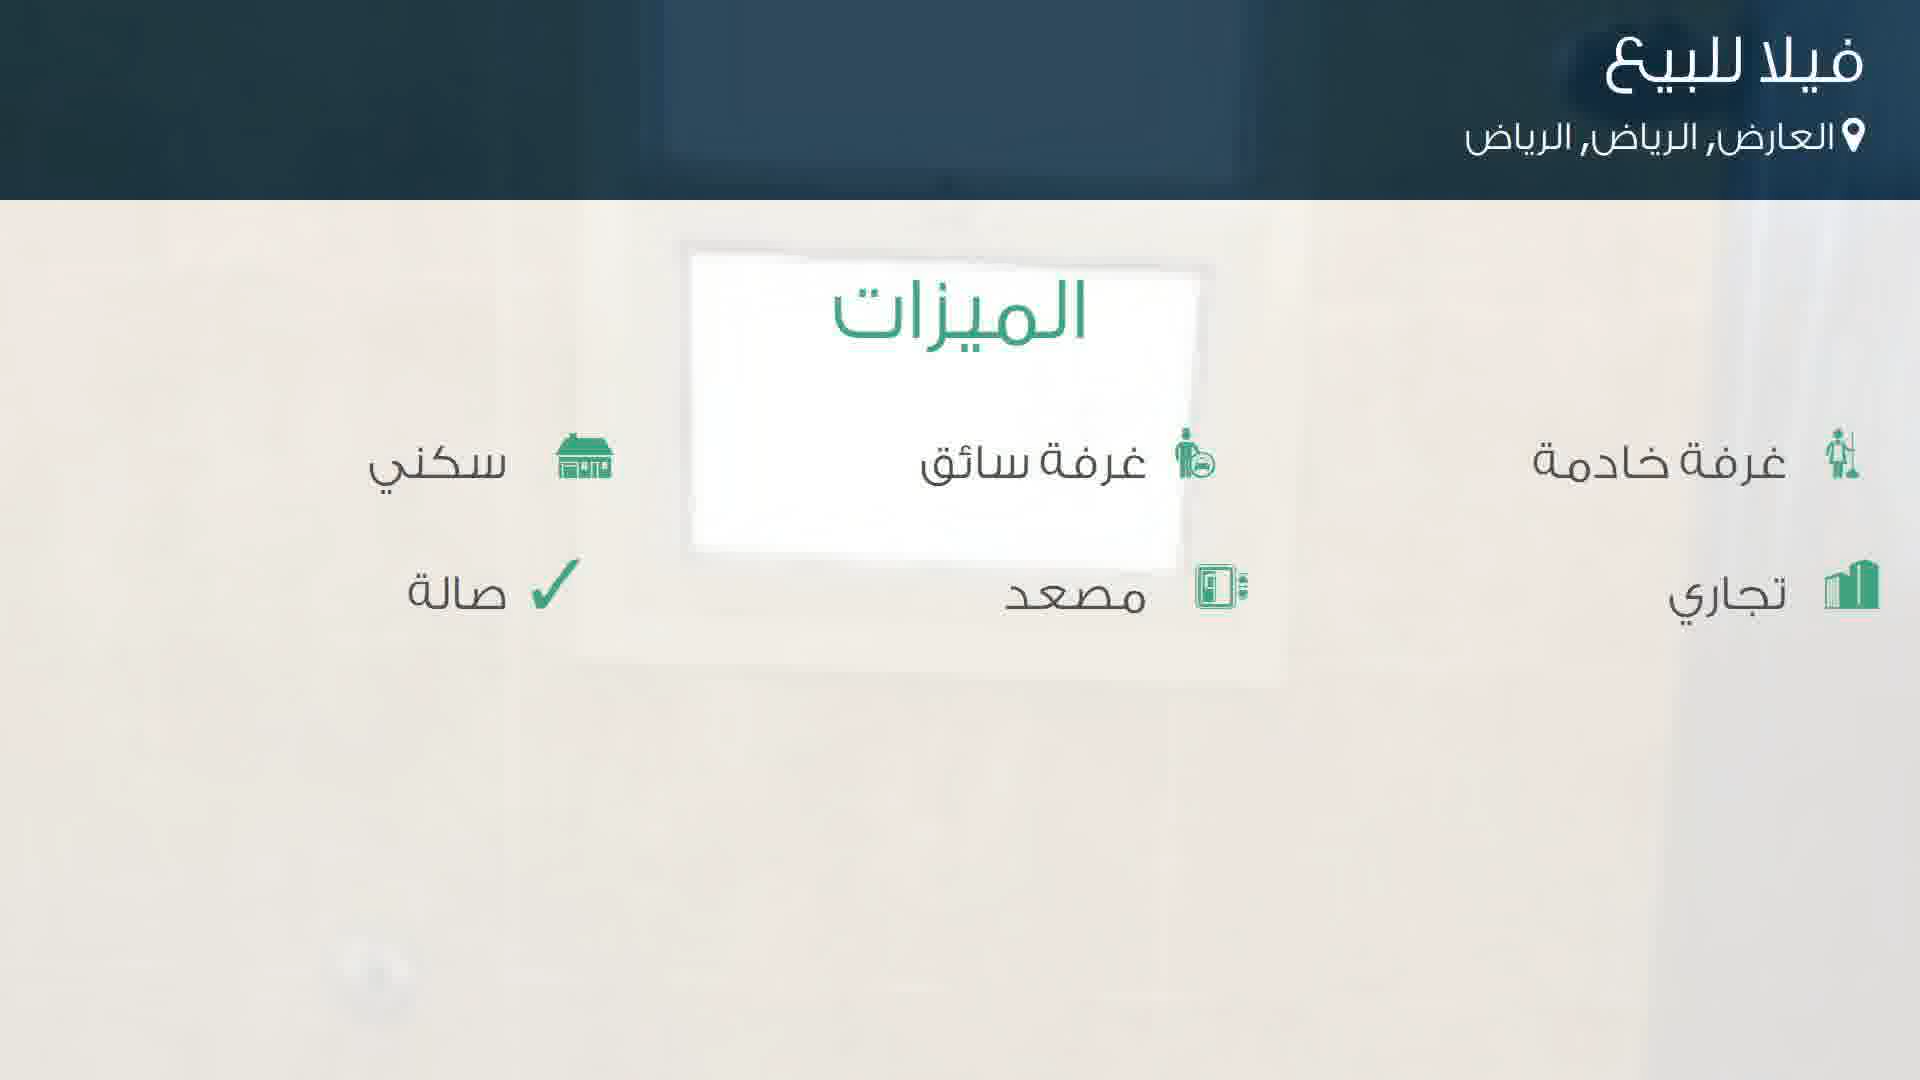 فيلا للبيع
العارض, الرياض, الرياض
الميزات
غرفة خادمة
غرفة سائق
سكني
تجاري
مصعد
صالة